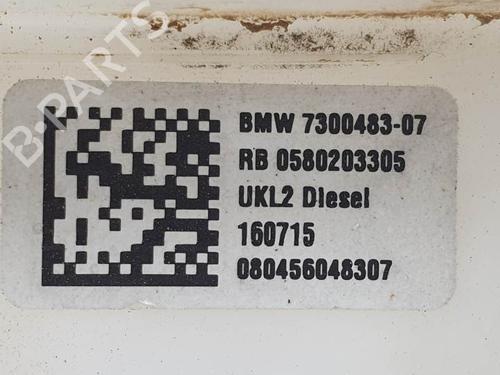 B-PARTS
BMW 7300483-07
RB 0580203305
UKL2 Diesel
160715
080456048307